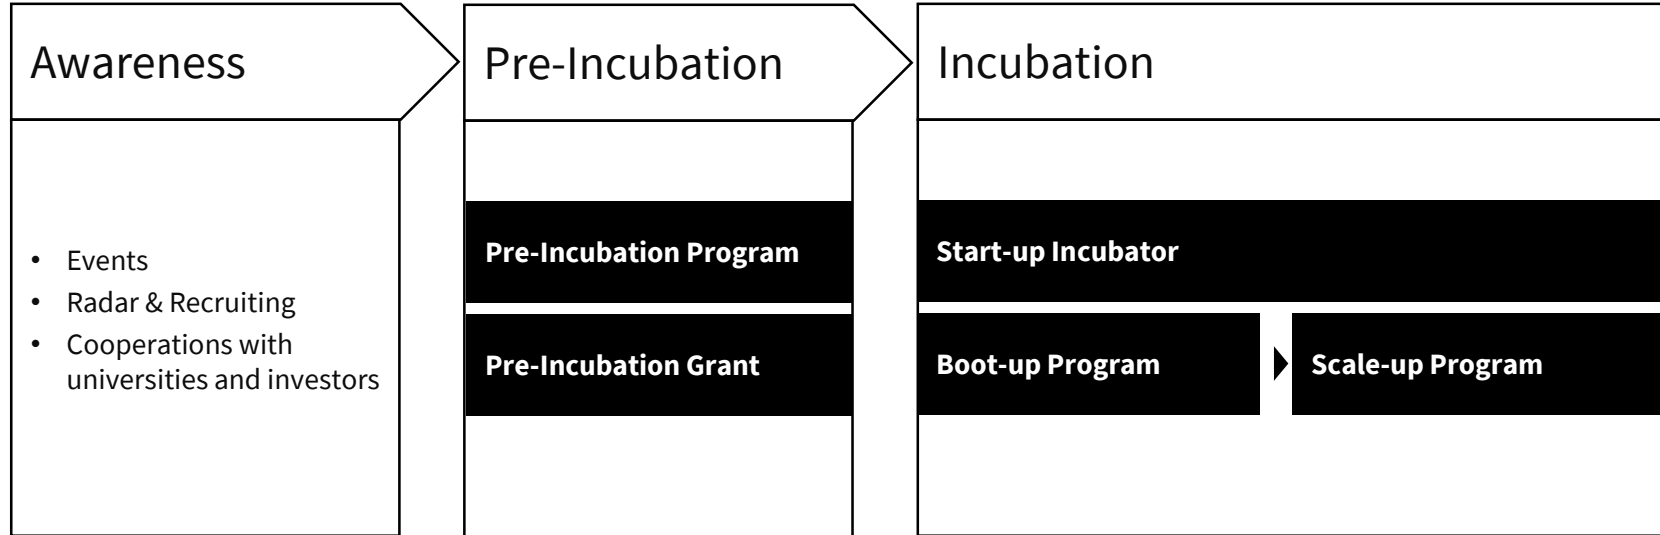 Awareness
• Events
• Radar & Recruiting
• Cooperations with
universities and investors
Pre-Incubation
Pre-Incubation Program
Pre-Incubation Grant
Incubation
Start-up Incubator
Boot-up Program
Scale-up Program